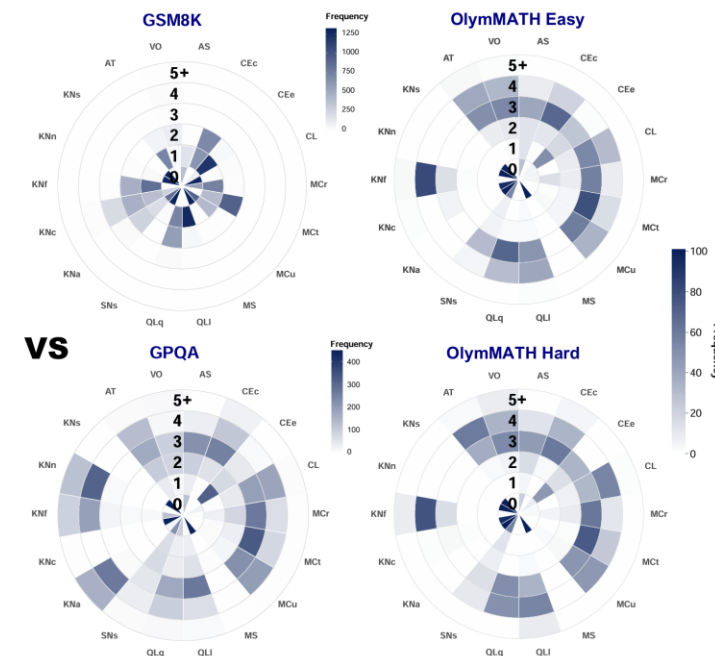 GSM8K
Frequency
1250
1000
750
500
250
0
VO
AS
AT
CEc
KNs
CEe
KNn
CL
KNf
MCr
KNc
MCt
KNa
MCu
SNs
MS
QLq
QLI
5+
4
3
2
1
0
OlymMATH Easy
VO
AS
AT
CEc
KNs
CEe
KNn
CL
KNf
MCr
KNc
MCt
KNa
MCu
SNs
MS
QLq
QLI
5+
4
3
2
1
0
100
80
60
40
20
0
VS
GPQA
Frequency
400
300
200
100
0
VO
AS
AT
CEc
KNs
CEe
KNn
CL
KNf
MCr
KNc
MCt
KNa
MCu
SNs
MS
QLq
QLI
5+
4
3
2
1
0
OlymMATH Hard
VO
AS
AT
CEc
KNs
CEe
KNn
CL
KNf
MCr
KNc
MCt
KNa
MCu
SNs
MS
QLq
QLI
5+
4
3
2
1
0